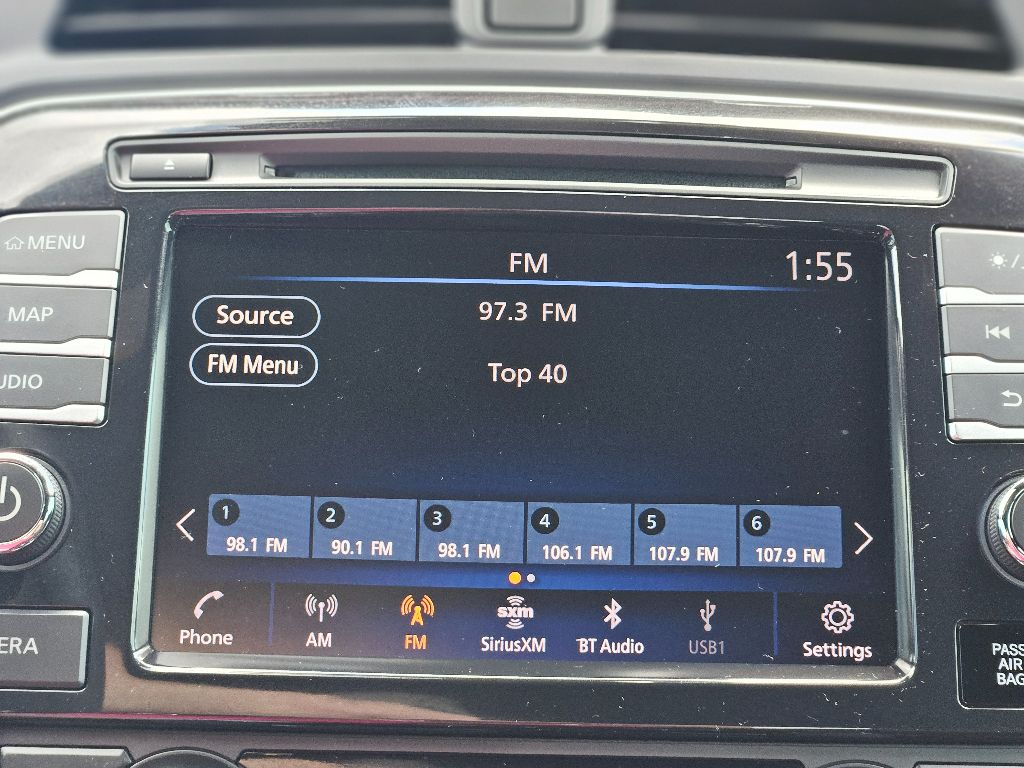 MENU
MAP
UDIO
ERA
FM
1:55
Source
97.3 FM
FM Menu
Top 40
1
98.1 FM
2
90.1 FM
3
98.1 FM
4
106.1 FM
5
107.9 FM
6
107.9 FM
Phone
AM
FM
sxm
SiriusXM
BT Audio
USB1
Settings
PASS
AIR
BAG